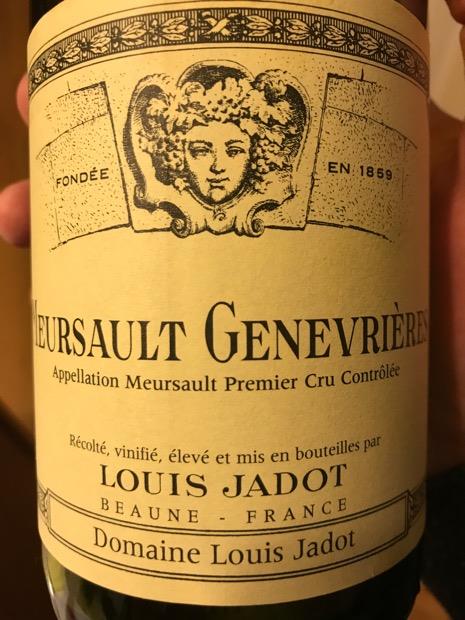 FONDÉE EN 1859
MEURSAULT GENEVRIÈRES
Appellation Meursault Premier Cru Contrôlée
Récolté, vinifié, élevé et mis en bouteilles par
LOUIS JADOT
BEAUNE - FRANCE
Domaine Louis Jadot